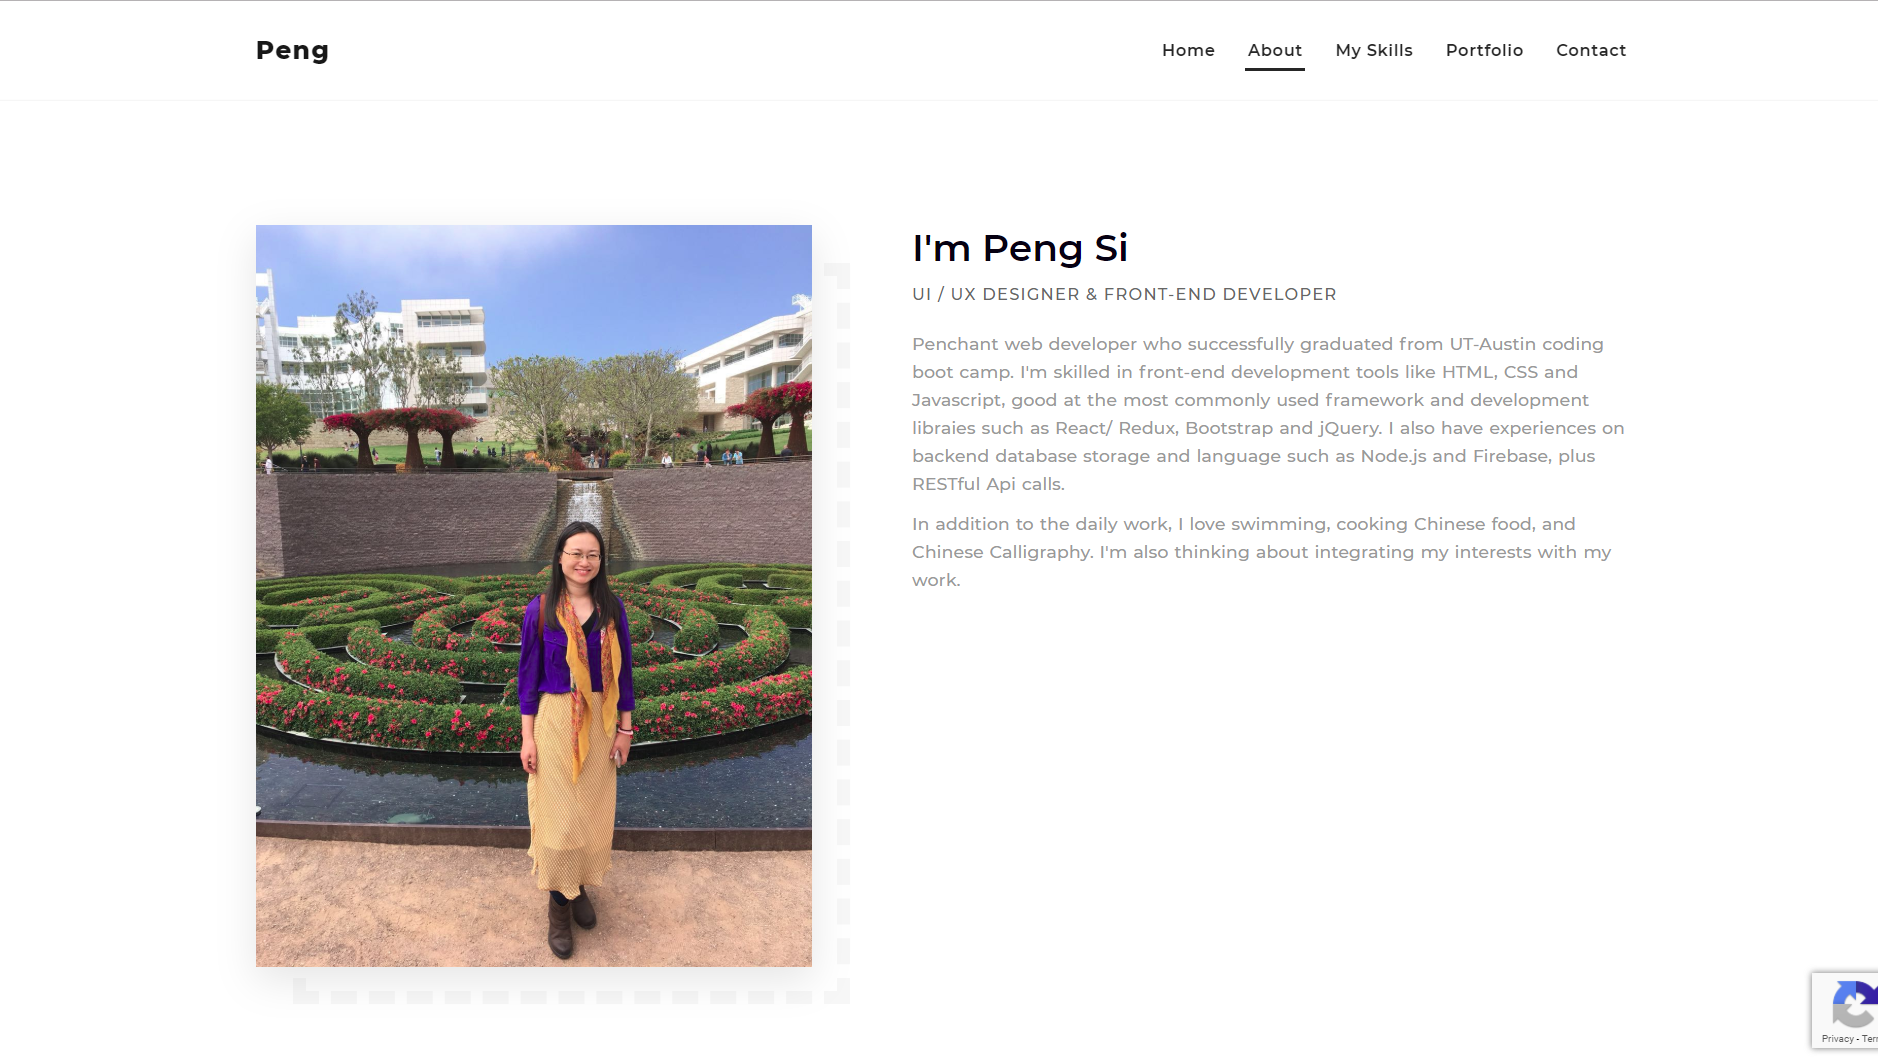 Peng
Home About My Skills Portfolio Contact
I'm Peng Si
UI / UX DESIGNER & FRONT-END DEVELOPER
Penchant web developer who successfully graduated from UT-Austin coding
boot camp. I'm skilled in front-end development tools like HTML, CSS and
Javascript, good at the most commonly used framework and development
libraies such as React/ Redux, Bootstrap and jQuery. I also have experiences on
backend database storage and language such as Node.js and Firebase, plus
RESTful Api calls.
In addition to the daily work, I love swimming, cooking Chinese food, and
Chinese Calligraphy. I'm also thinking about integrating my interests with my
work.
Privacy -